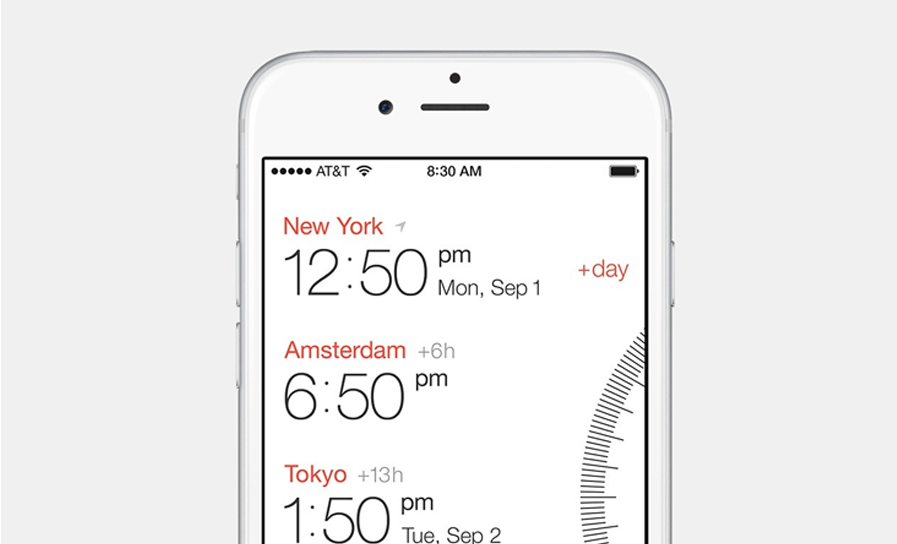 AT&T 8:30 AM
New York
12:50 pm
Mon, Sep 1
+day
Amsterdam +6h
6:50 pm
Tokyo +13h
1:50 pm
Tue, Sep 2